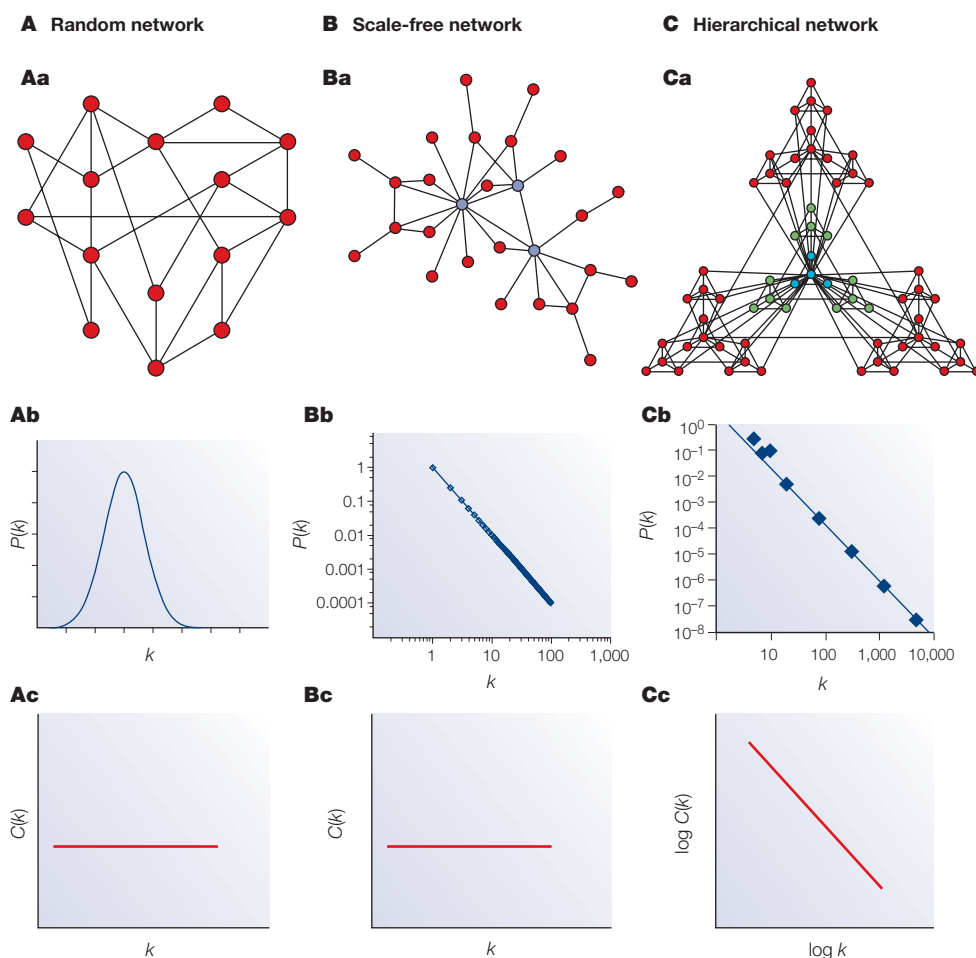 A Random network
B Scale-free network
C Hierarchical network
Aa
Ba
Ca
Ab
P(k)
k
Bb
1
0.1
0.01
0.001
0.0001
P(k)
1 10 100 1,000
k
Cb
10⁰
10⁻¹
10⁻²
10⁻³
10⁻⁴
10⁻⁵
10⁻⁶
10⁻⁷
10⁻⁸
P(k)
10 100 1,000 10,000
k
Ac
C(k)
k
Bc
C(k)
k
Cc
log C(k)
log k